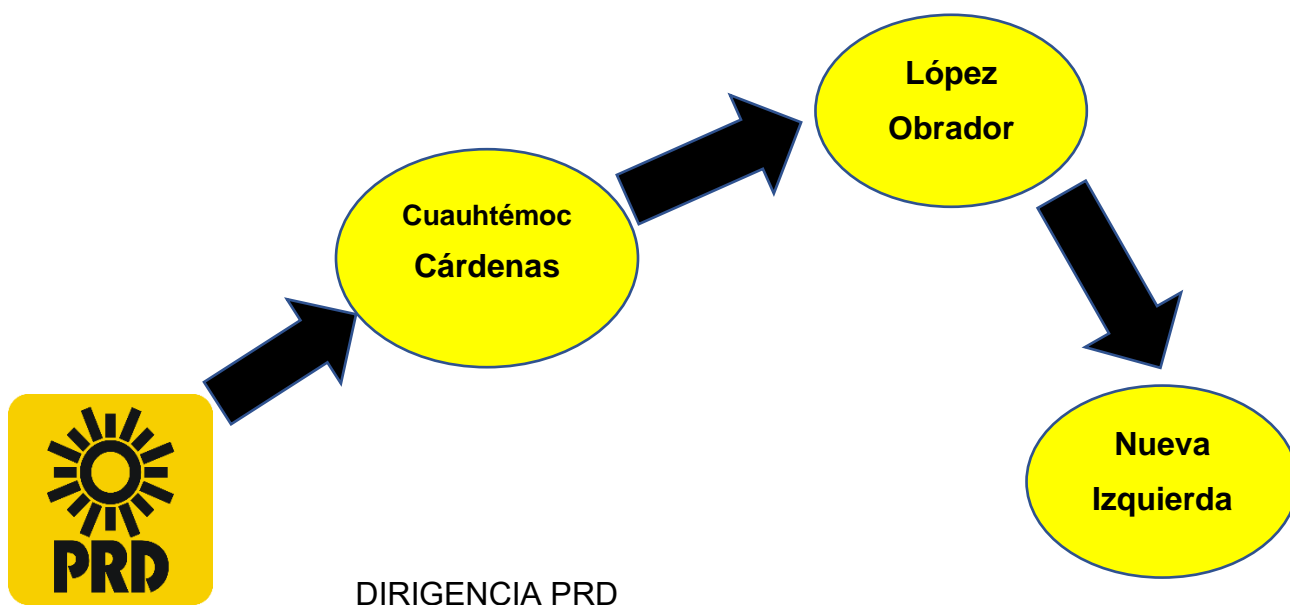 López
Obrador
Cuauhtémoc
Cárdenas
Nueva
Izquierda
PRD
DIRIGENCIA PRD